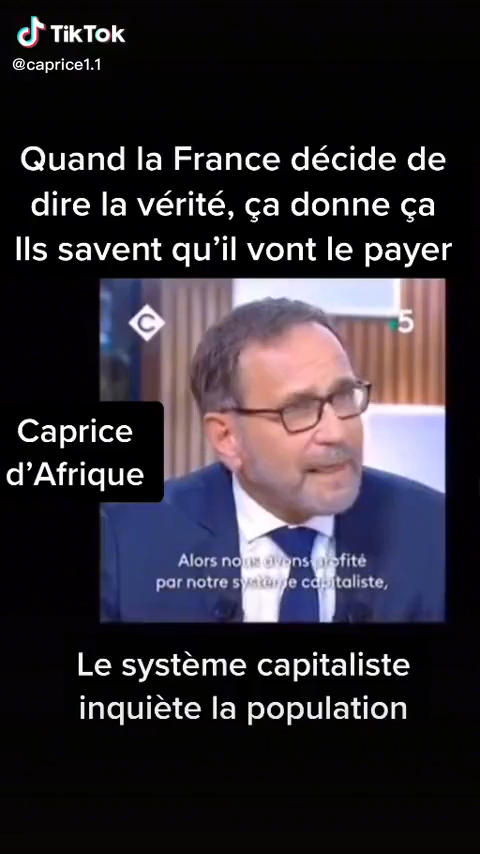 TikTok
@caprice1.1
Quand la France décide de
dire la vérité, ça donne ça
Ils savent qu'il vont le payer
C
5
Caprice
d'Afrique
Alors nous avons profité
par notre système capitaliste,
Le système capitaliste
inquiète la population